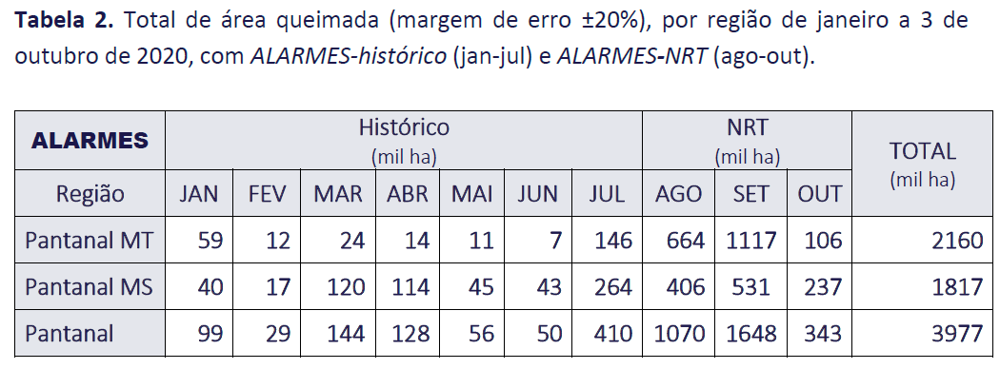 Tabela 2. Total de área queimada (margem de erro ±20%), por região de janeiro a 3 de
outubro de 2020, com ALARMES-histórico (jan-jul) e ALARMES-NRT (ago-out).
ALARMES Histórico (mil ha) NRT (mil ha) TOTAL (mil ha)
Região JAN FEV MAR ABR MAI JUN JUL AGO SET OUT
Pantanal MT 59 12 24 14 11 7 146 664 1117 106 2160
Pantanal MS 40 17 120 114 45 43 264 406 531 237 1817
Pantanal 99 29 144 128 56 50 410 1070 1648 343 3977